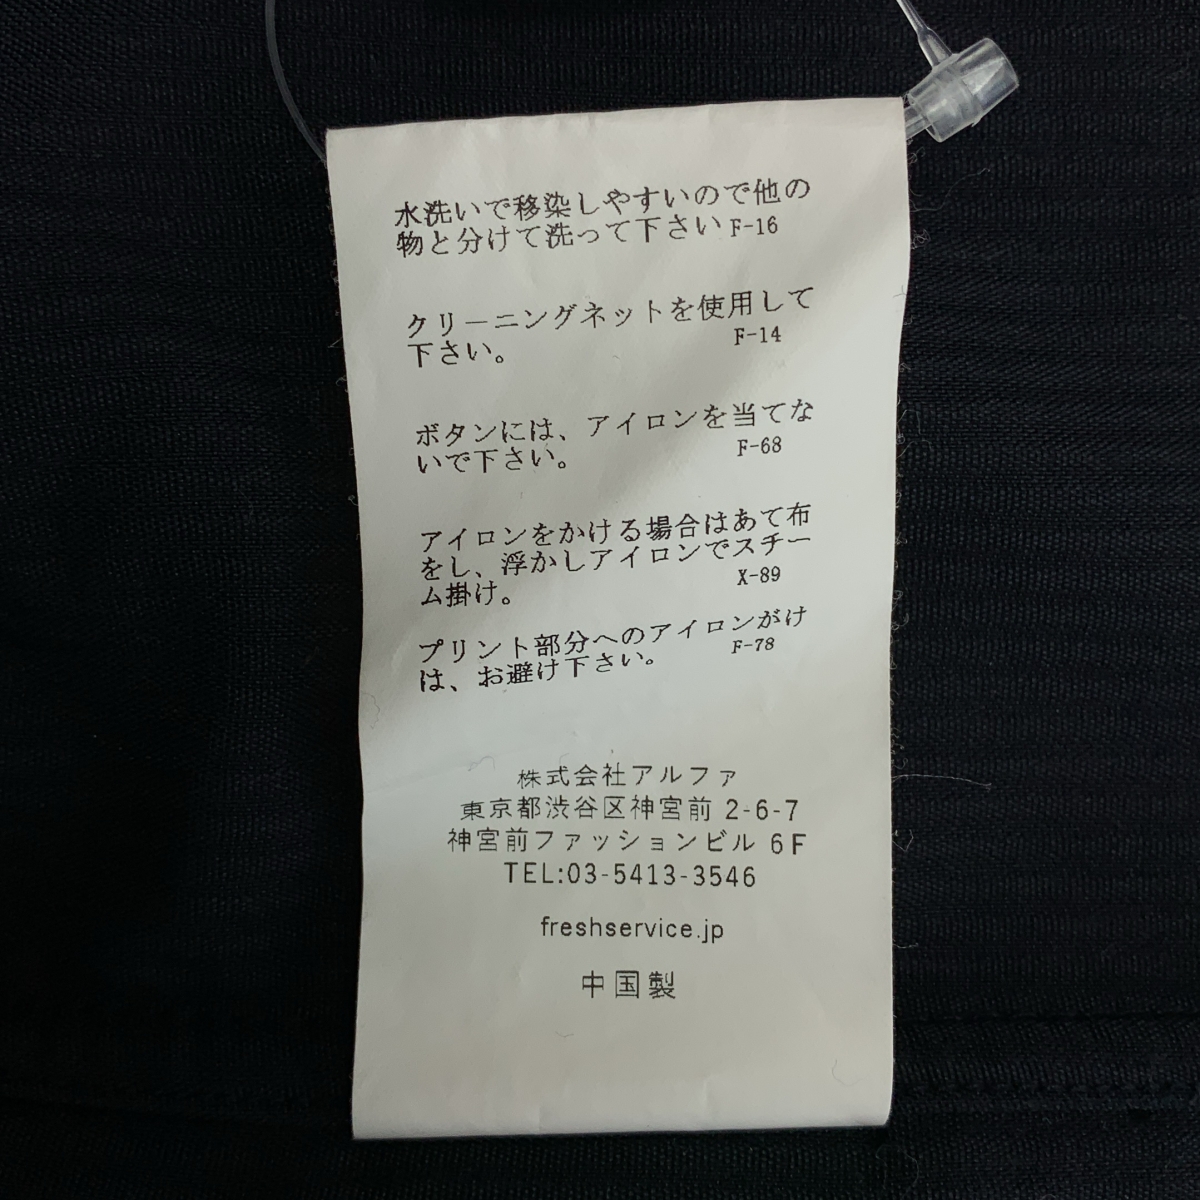 水洗いで移染しやすいので他の
物と分けて洗って下さい F-16
クリーニングネットを使用して
下さい。 F-14
ボタンには、アイロンを当てな
いで下さい。 F-68
アイロンをかける場合はあて布
をし、浮かしアイロンでスチー
ム掛け。 X-89
プリント部分へのアイロンがけ
は、お避け下さい。 F-78
株式会社アルファ
東京都渋谷区神宮前 2-6-7
神宮前ファッションビル 6F
TEL:03-5413-3546
freshservice.jp
中国製